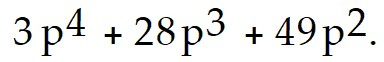 3p⁴ + 28p³ + 49p².